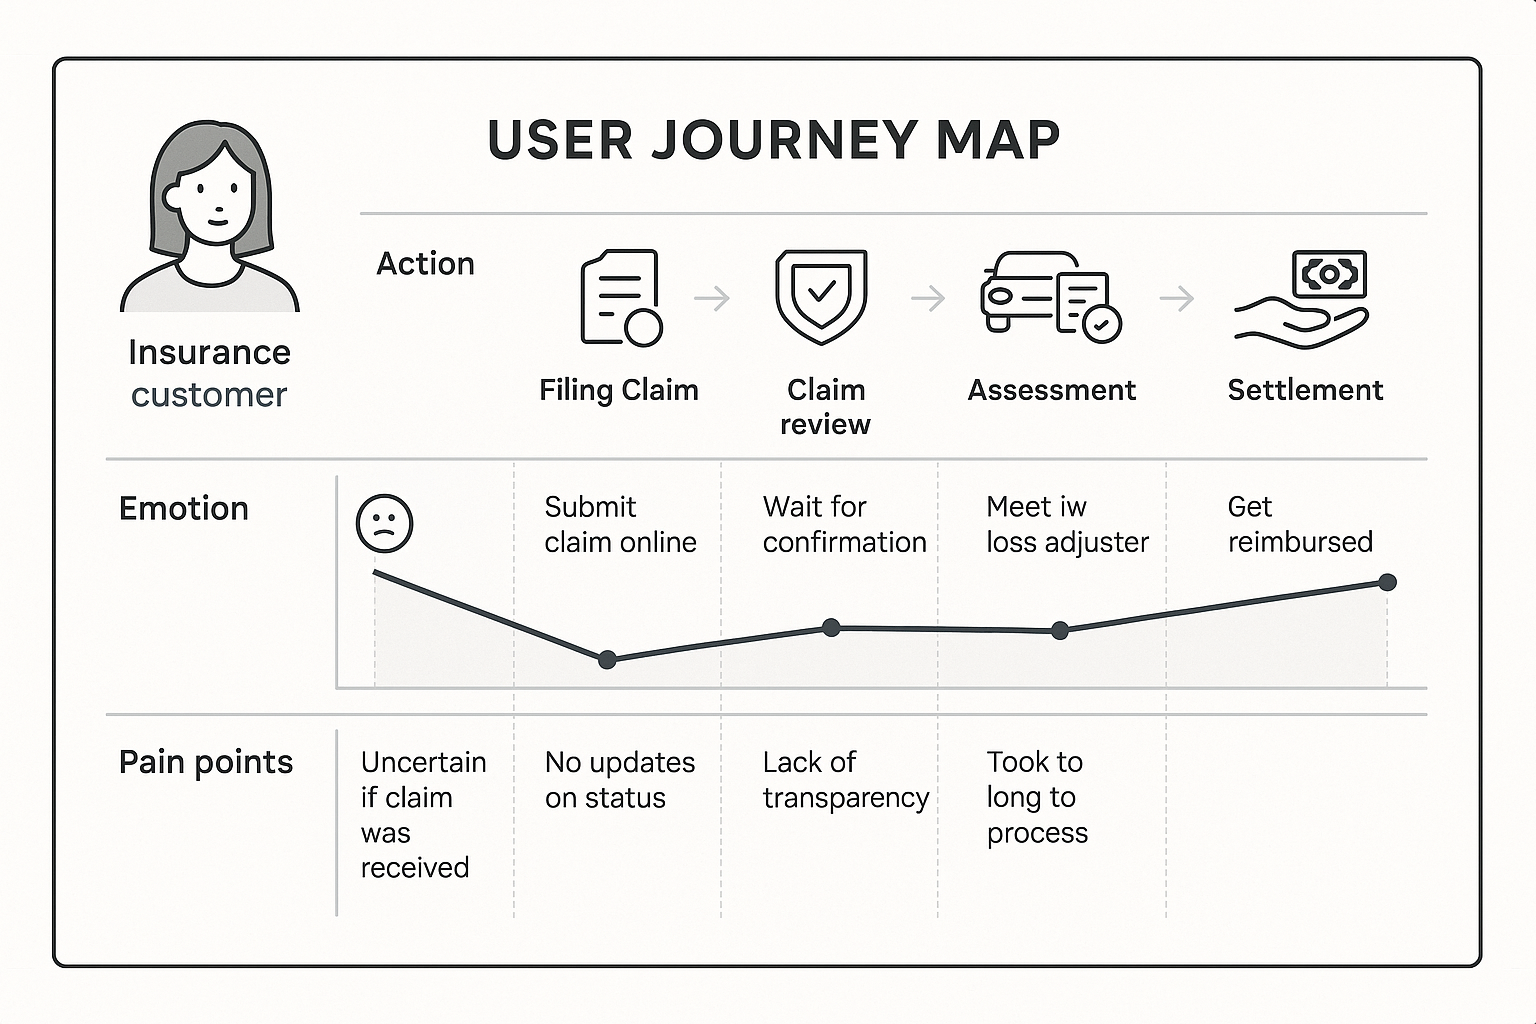 USER JOURNEY MAP
Insurance
customer
Action
Filing Claim
Claim
review
Assessment
Settlement
Emotion
Submit
claim online
Wait for
confirmation
Meet iw
loss adjuster
Get
reimbursed
Pain points
Uncertain
if claim
was
received
No updates
on status
Lack of
transparency
Took to
long to
process